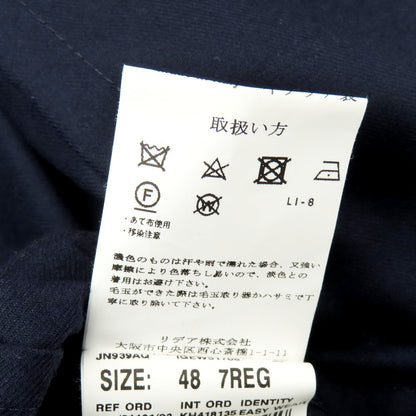 取扱い方
F
W
LI-8
・あて布使用
・移染注意
濃色のものは汗や雨で濡れた場合、又強い
摩擦により色落ちし易いので、淡色との
着用はお避け下さい。
毛玉ができた際は毛玉取り器かハサミで丁
寧に取り除いて下さい。
リデア株式会社
大阪市中央区西心斎橋1-1-11
JN939AQ
SIZE: 48 7REG
REF ORD INT ORD IDENTITY
KH418135 EASY WEAR